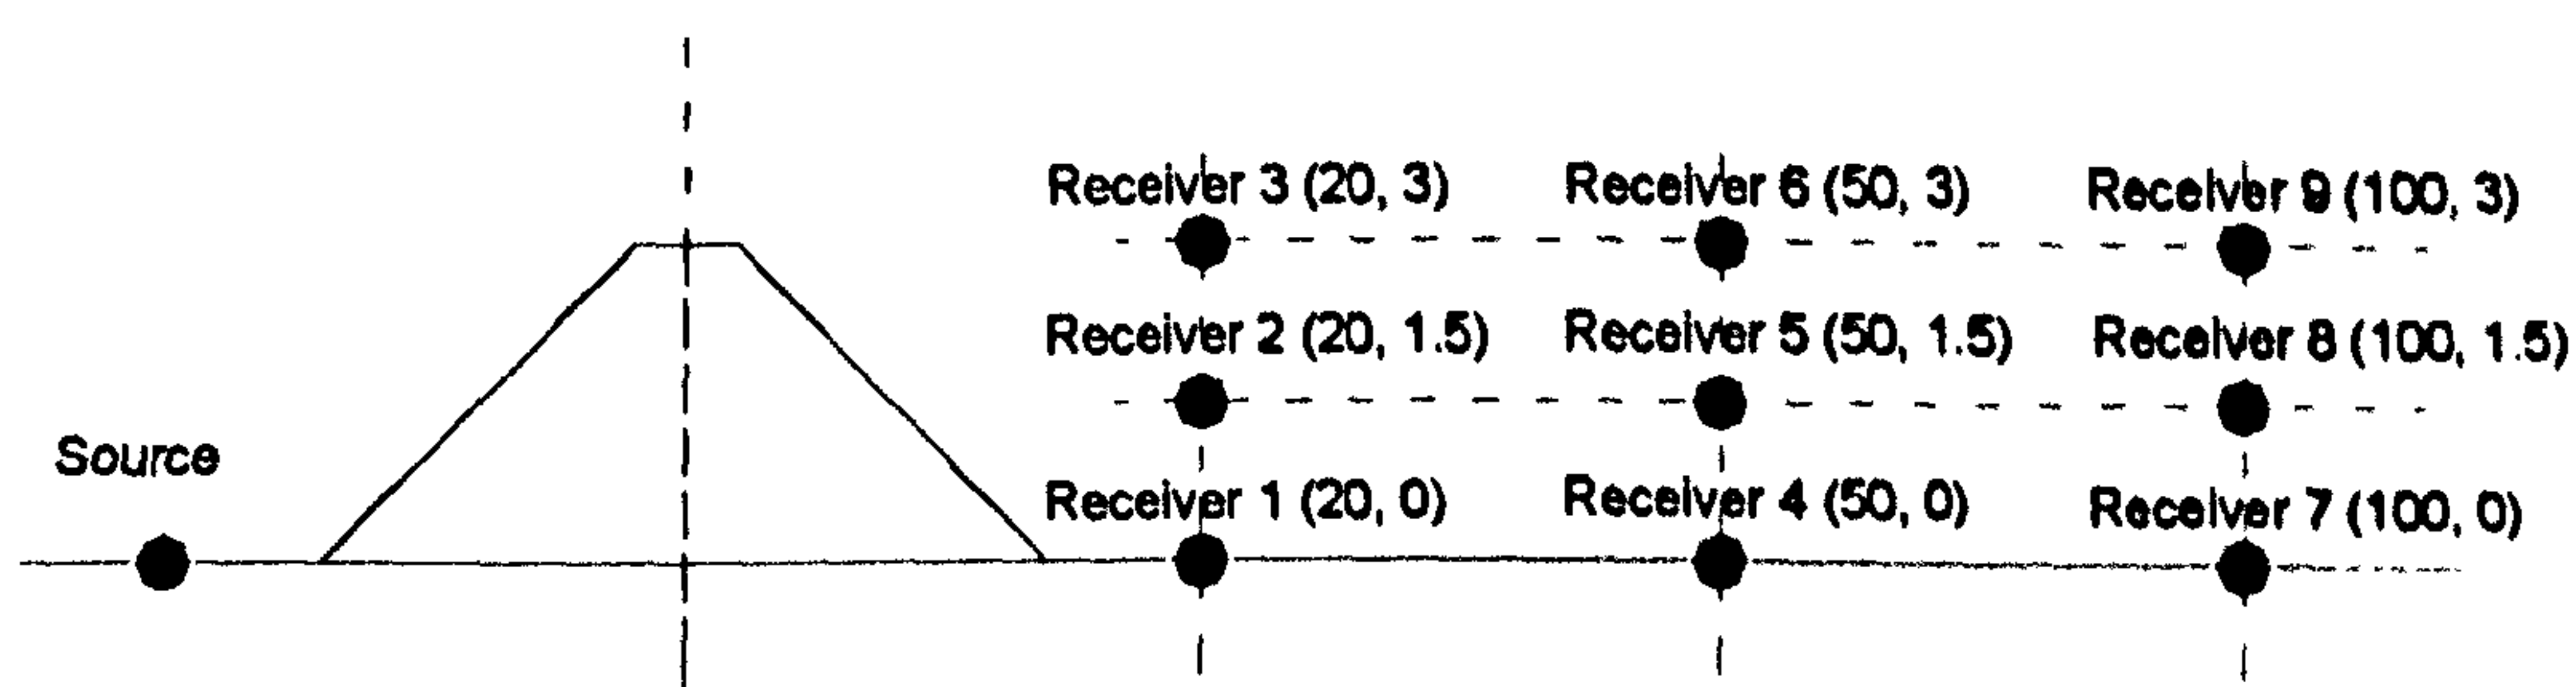 Receiver 3 (20, 3) Receiver 6 (50, 3) Receiver 9 (100, 3)
Receiver 2 (20, 1.5) Receiver 5 (50, 1.5) Receiver 8 (100, 1.5)
Source
Receiver 1 (20, 0) Receiver 4 (50, 0) Receiver 7 (100, 0)